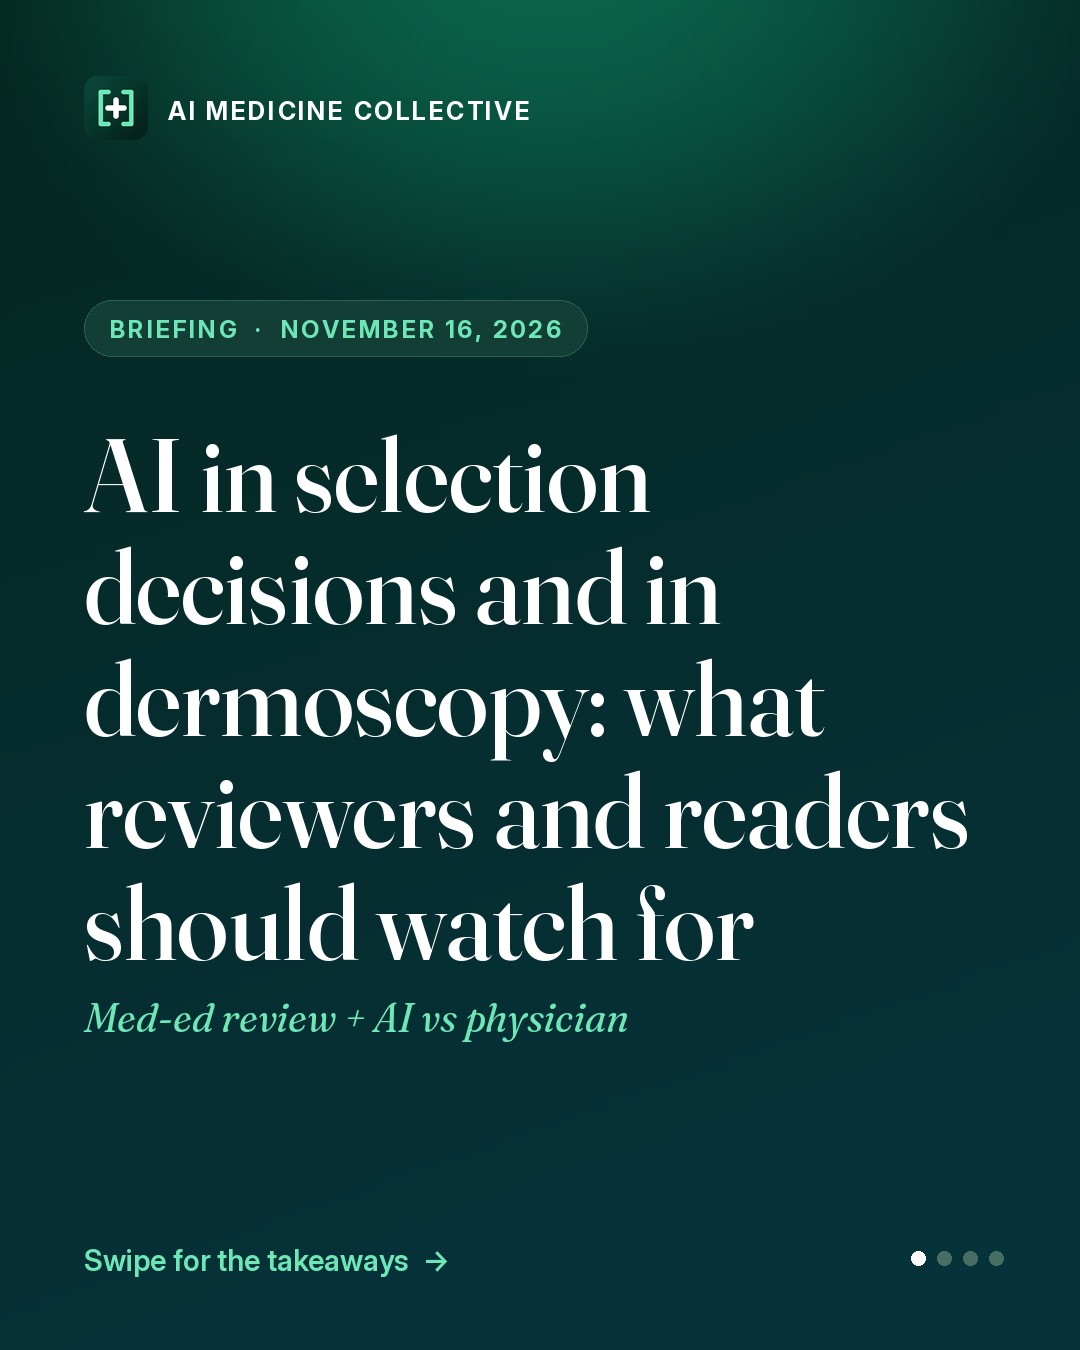 AI MEDICINE COLLECTIVE
BRIEFING · NOVEMBER 16, 2026
AI in selection
decisions and in
dermoscopy: what
reviewers and readers
should watch for
Med-ed review + AI vs physician
Swipe for the takeaways →